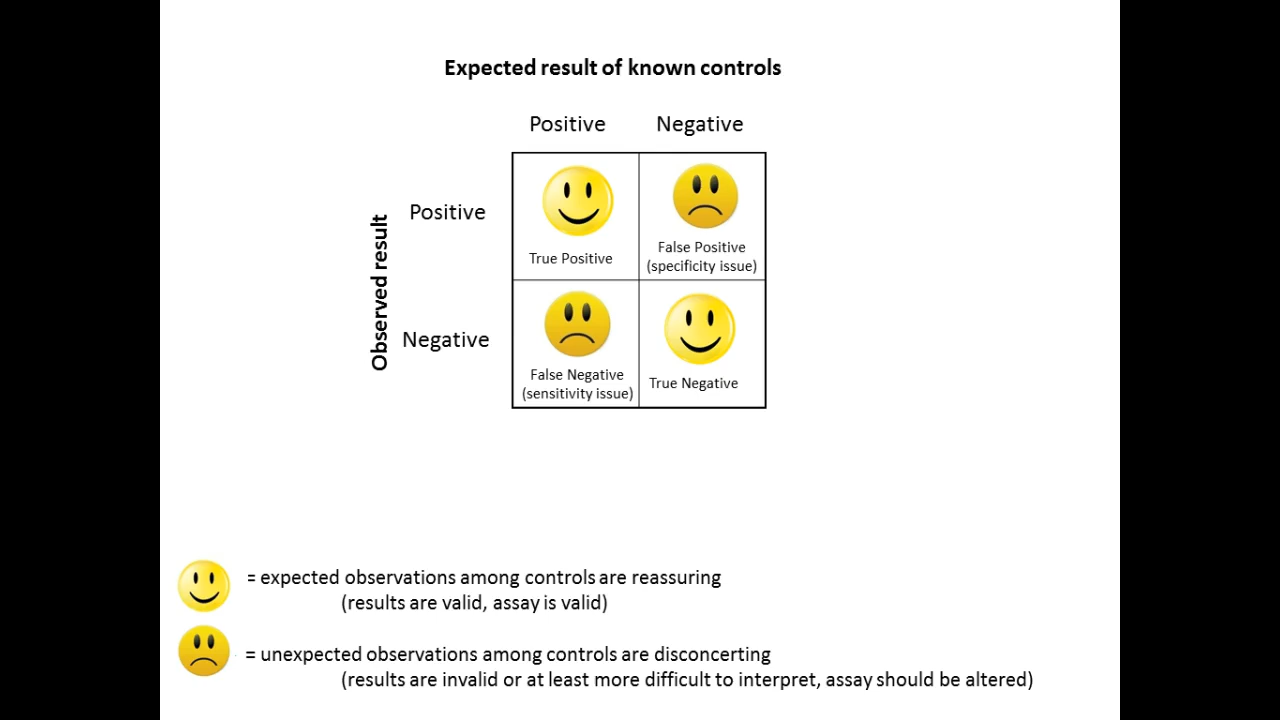 Expected result of known controls
Positive
Negative
Observed result
Positive
True Positive
False Positive
(specificity issue)
Negative
False Negative
(sensitivity issue)
True Negative
= expected observations among controls are reassuring
(results are valid, assay is valid)
= unexpected observations among controls are disconcerting
(results are invalid or at least more difficult to interpret, assay should be altered)